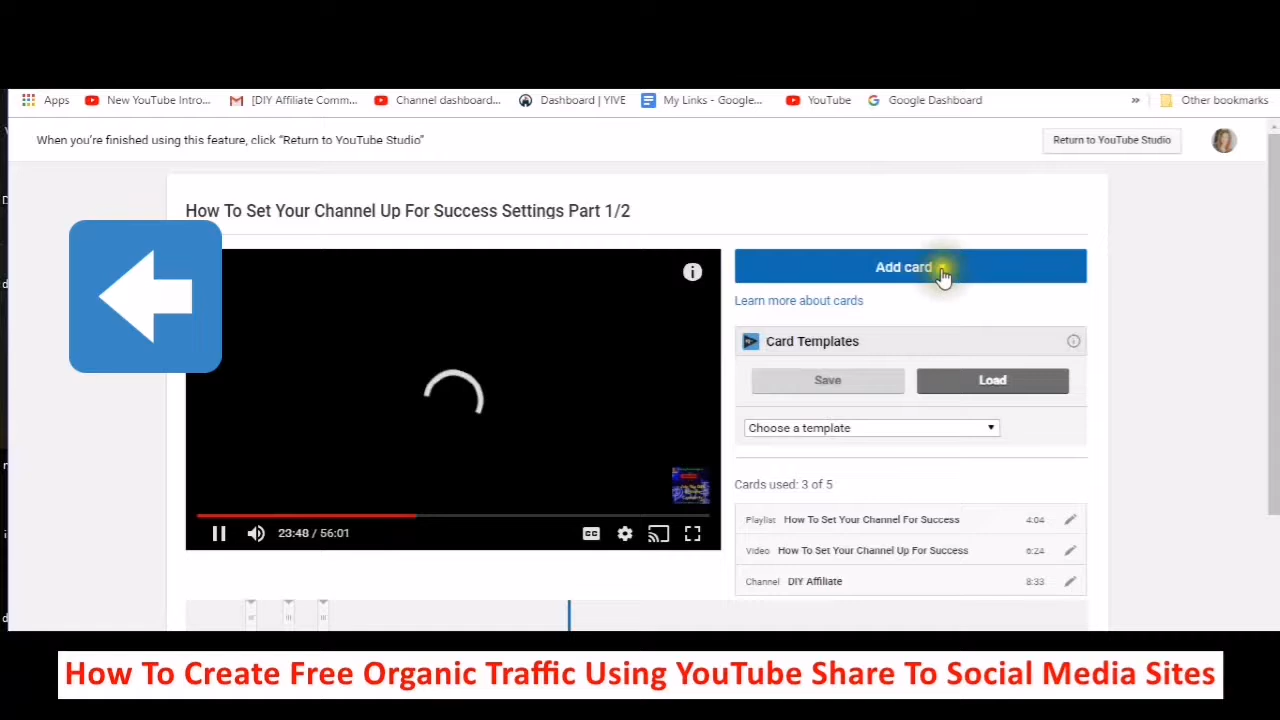 Apps New YouTube Intro... [DIY Affiliate Comm... Channel dashboard... Dashboard | YIVE My Links - Google... YouTube Google Dashboard » Other bookmarks
When you're finished using this feature, click "Return to YouTube Studio" Return to YouTube Studio
How To Set Your Channel Up For Success Settings Part 1/2
Add card
Learn more about cards
Card Templates
Save Load
Choose a template
Cards used: 3 of 5
Playlist How To Set Your Channel For Success 4:04
Video How To Set Your Channel Up For Success 6:24
Channel DIY Affiliate 8:33
CC
23:48 / 56:01
How To Create Free Organic Traffic Using YouTube Share To Social Media Sites